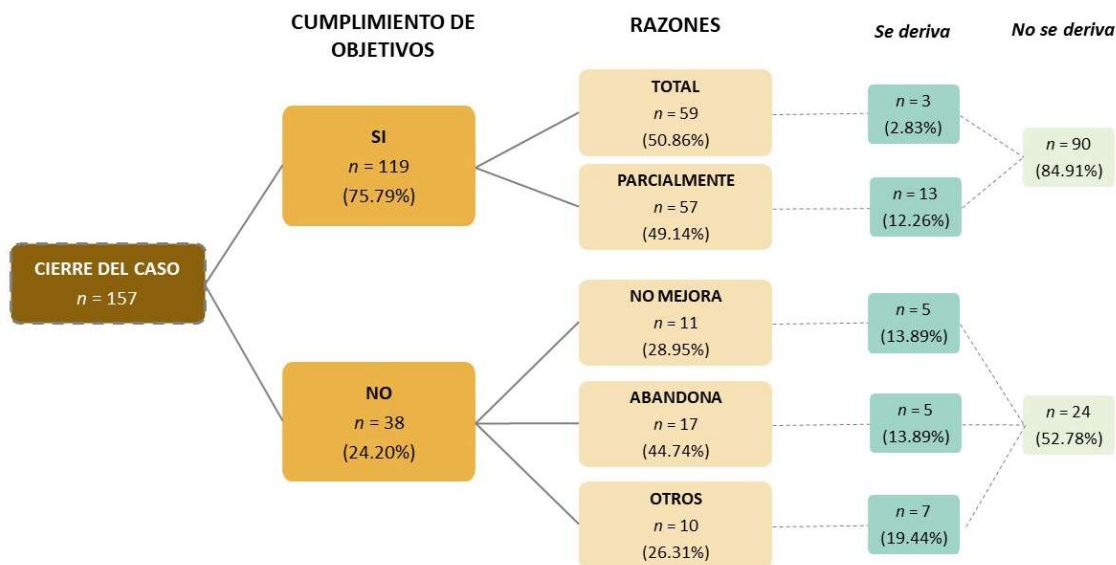 CUMPLIMIENTO DE
OBJETIVOS
RAZONES
Se deriva
No se deriva
CIERRE DEL CASO
n = 157
SI
n = 119
(75.79%)
NO
n = 38
(24.20%)
TOTAL
n = 59
(50.86%)
PARCIALMENTE
n = 57
(49.14%)
NO MEJORA
n = 11
(28.95%)
ABANDONA
n = 17
(44.74%)
OTROS
n = 10
(26.31%)
n = 3
(2.83%)
n = 13
(12.26%)
n = 5
(13.89%)
n = 5
(13.89%)
n = 7
(19.44%)
n = 90
(84.91%)
n = 24
(52.78%)